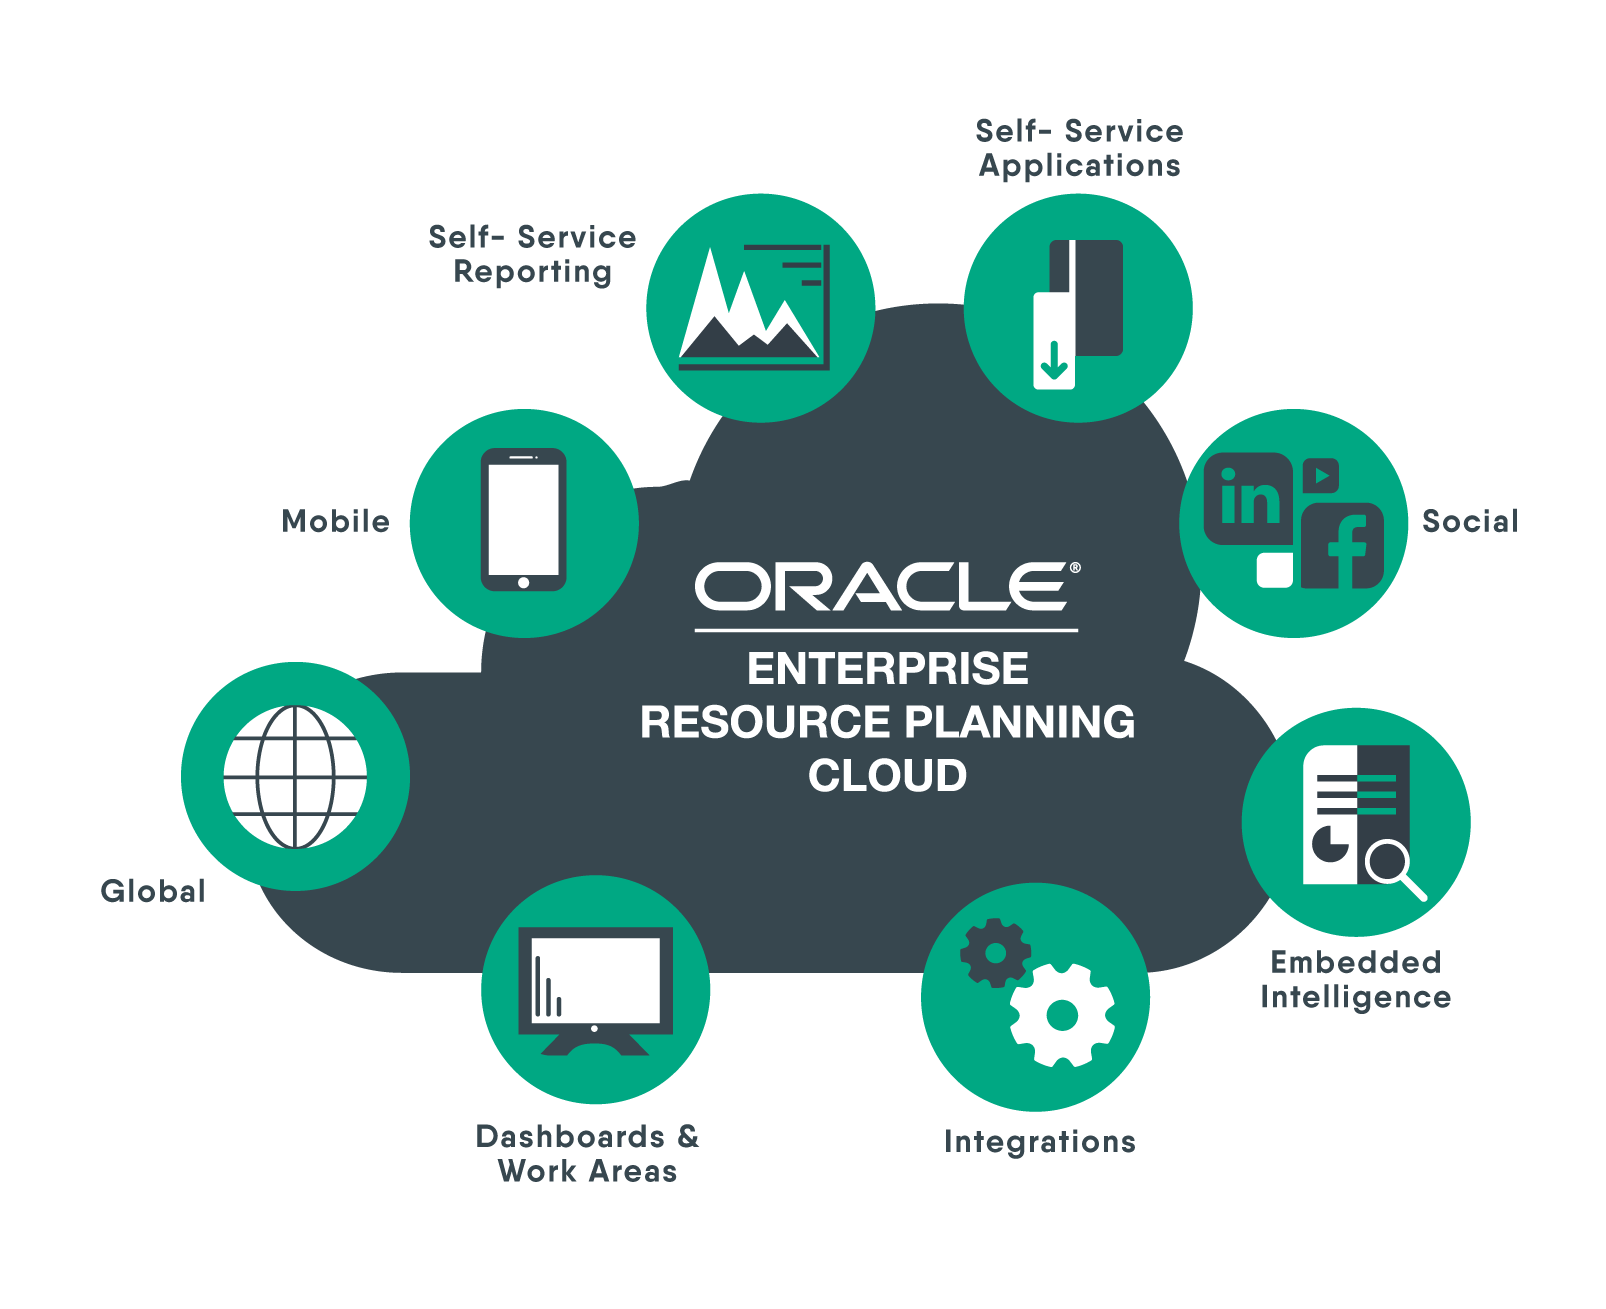 Self- Service
Applications
Self- Service
Reporting
Mobile
in
f
Social
ORACLE®
ENTERPRISE
RESOURCE PLANNING
CLOUD
Global
Embedded
Intelligence
Dashboards &
Work Areas
Integrations